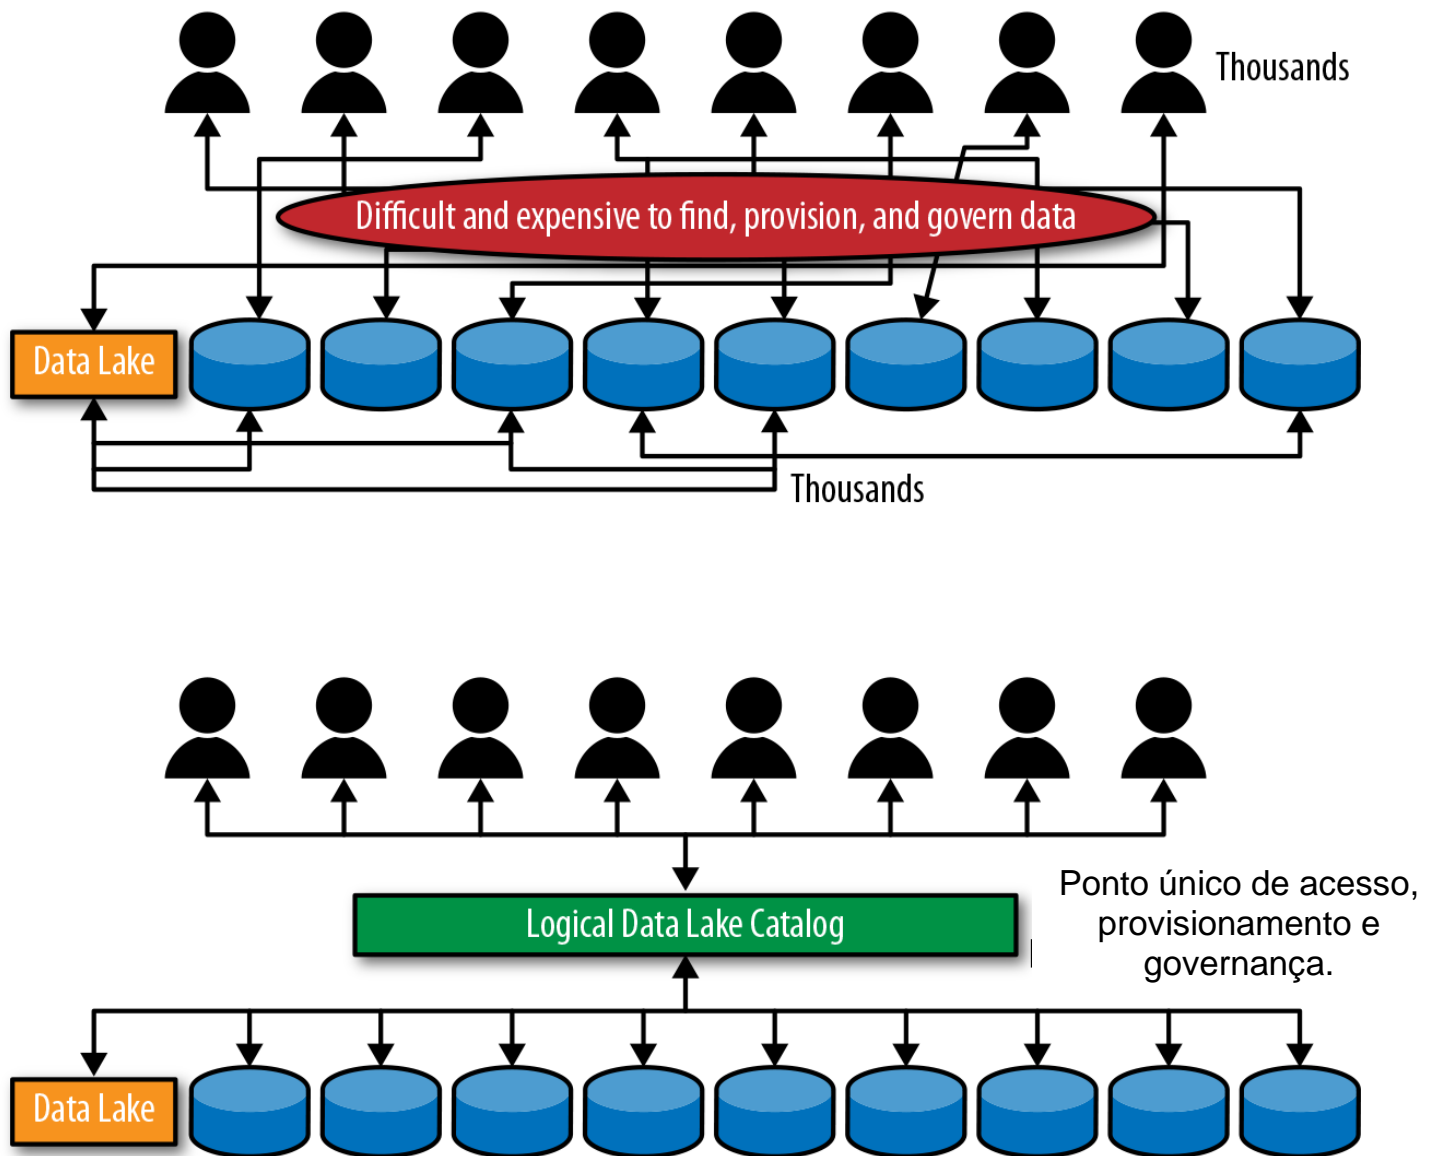 Thousands
Difficult and expensive to find, provision, and govern data
Data Lake
Thousands
Ponto único de acesso,
provisionamento e
governança.
Logical Data Lake Catalog
Data Lake